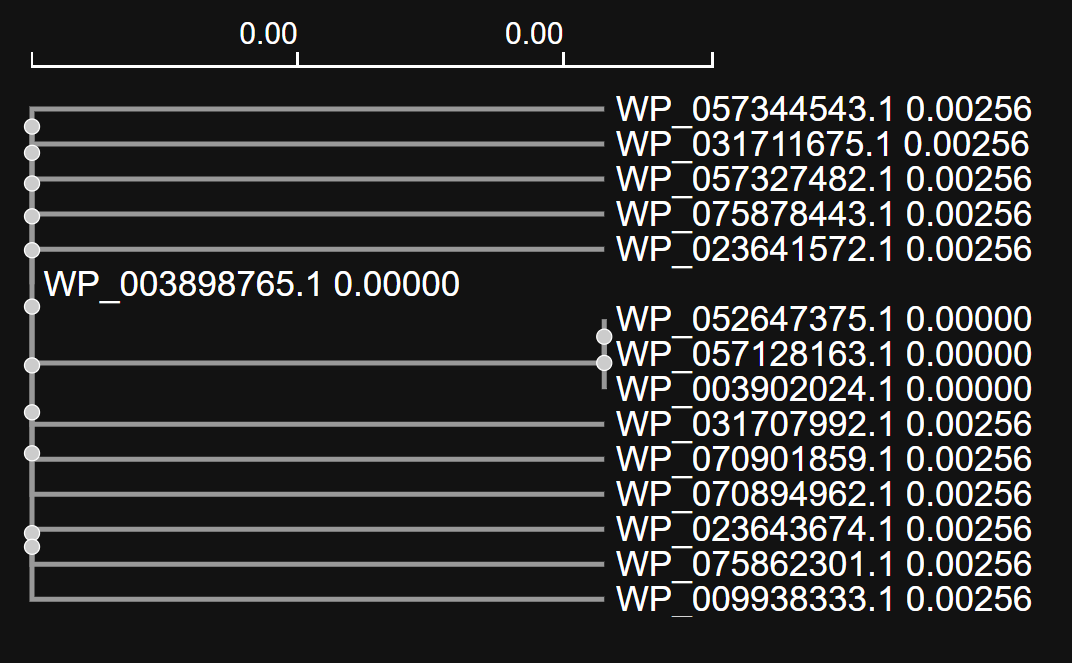 0.00 0.00
WP_057344543.1 0.00256
WP_031711675.1 0.00256
WP_057327482.1 0.00256
WP_075878443.1 0.00256
WP_023641572.1 0.00256
WP_003898765.1 0.00000
WP_052647375.1 0.00000
WP_057128163.1 0.00000
WP_003902024.1 0.00000
WP_031707992.1 0.00256
WP_070901859.1 0.00256
WP_070894962.1 0.00256
WP_023643674.1 0.00256
WP_075862301.1 0.00256
WP_009938333.1 0.00256